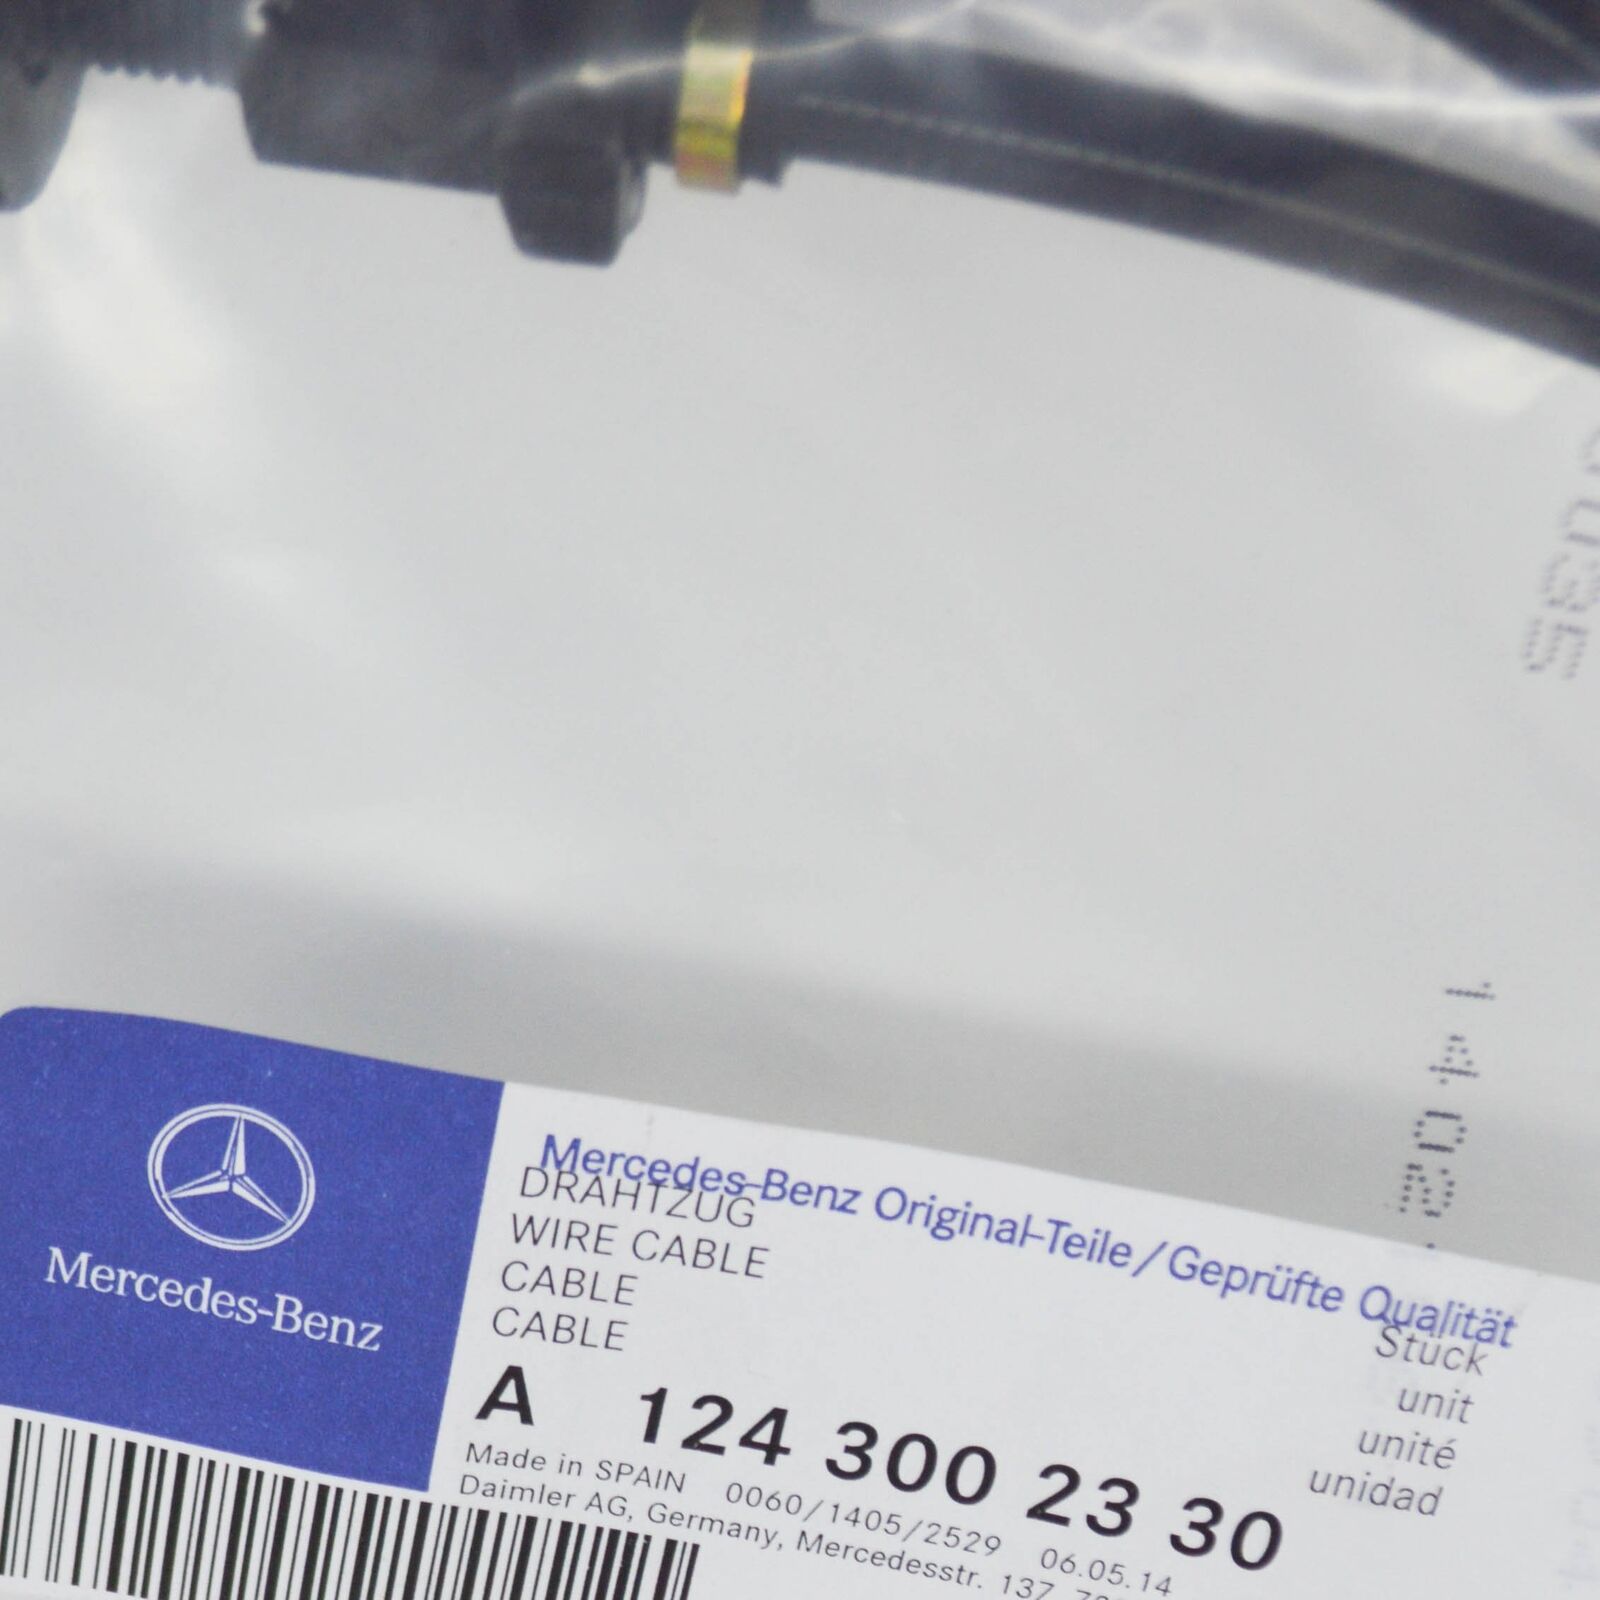 Mercedes-Benz
Mercedes-Benz Original-Teile/Geprüfte Qualität
DRAHTZUG
WIRE CABLE
CABLE
CABLE
Stück
unit
unité
unidad
A 124 300 23 30
Made in SPAIN 0060/1405/2529 06.05.14
Daimler AG, Germany, Mercedesstr. 137